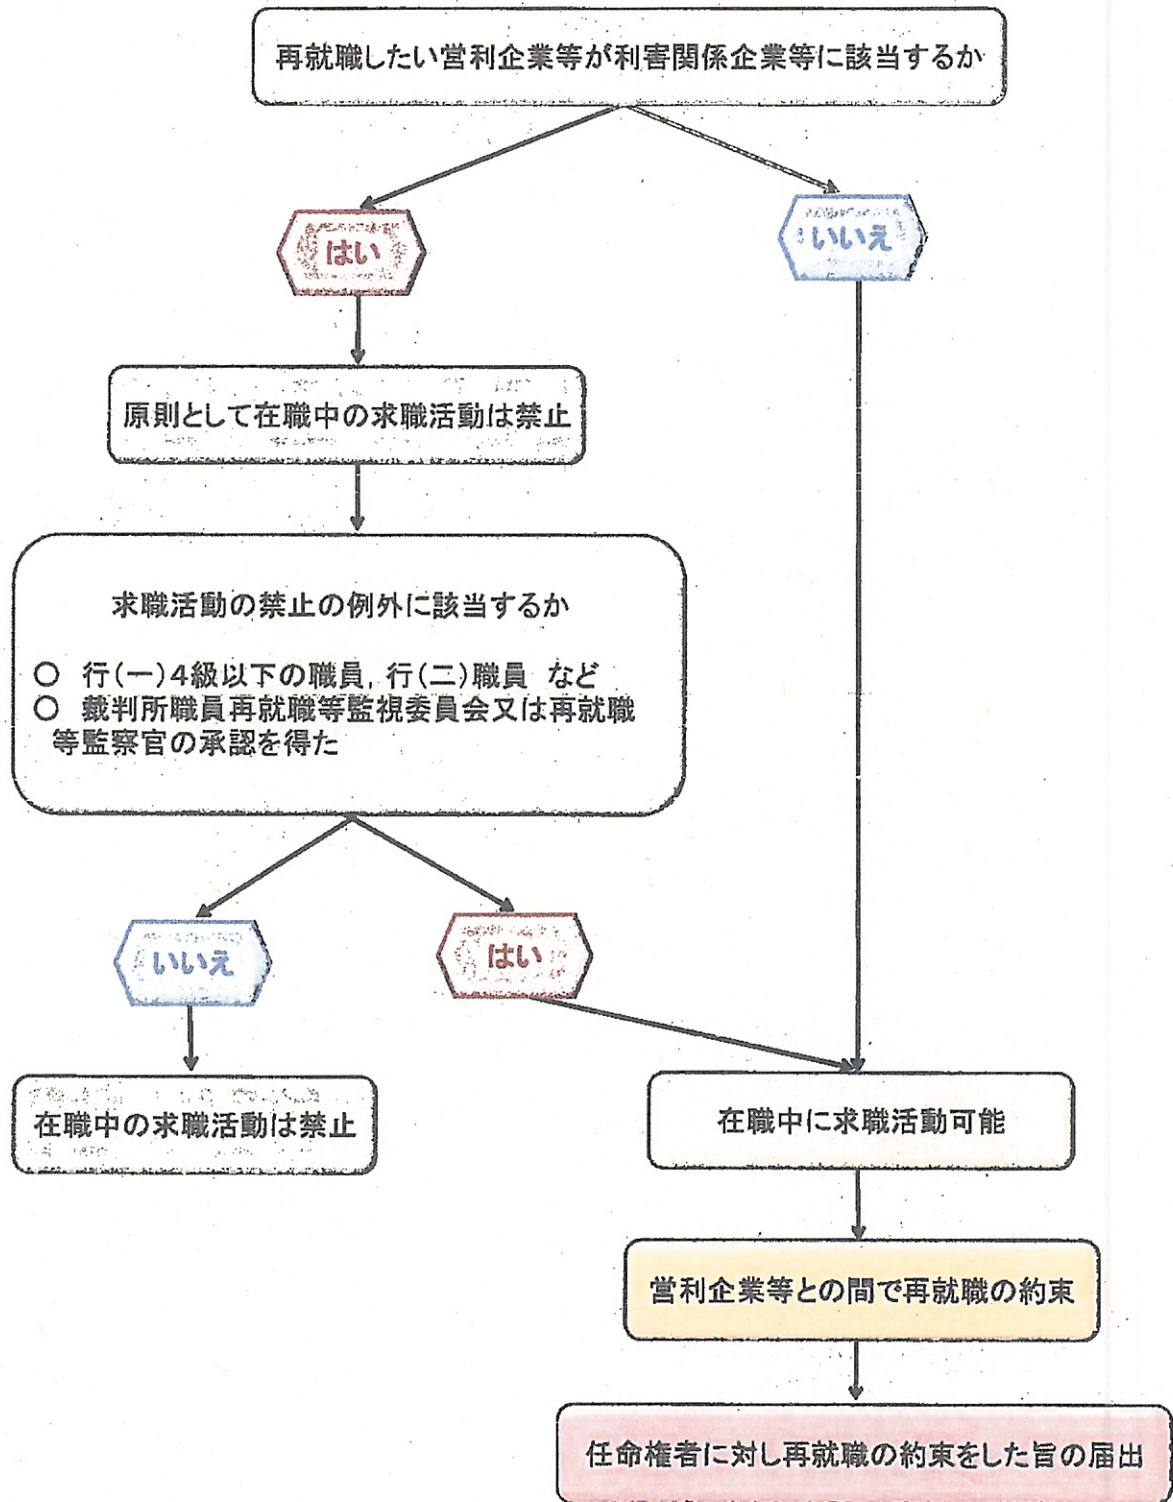 再就職したい営利企業等が利害関係企業等に該当するか
はい
いいえ
原則として在職中の求職活動は禁止
求職活動の禁止の例外に該当するか
○ 行(一)4級以下の職員,行(二)職員 など
○ 裁判所職員再就職等監視委員会又は再就職
等監察官の承認を得た
いいえ
はい
在職中の求職活動は禁止
在職中に求職活動可能
営利企業等との間で再就職の約束
任命権者に対し再就職の約束をした旨の届出